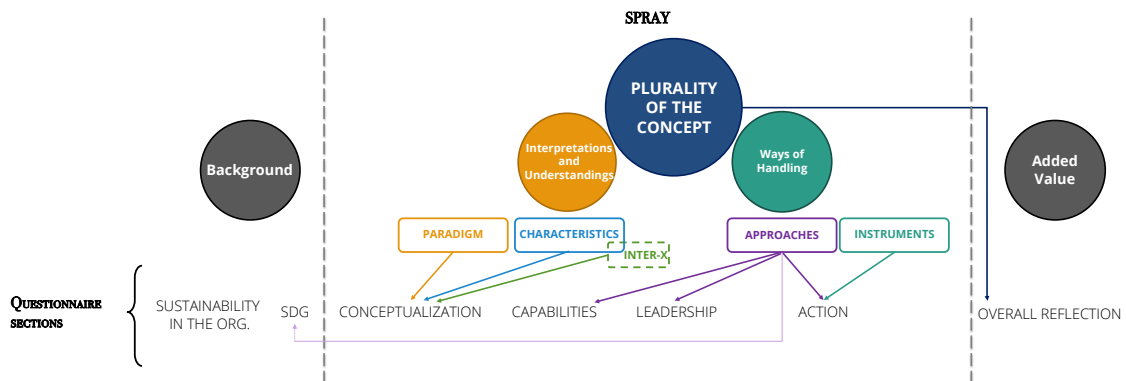 SPRAY
PLURALITY
OF THE
CONCEPT
Background
Interpretations
and
Understandings
Ways of
Handling
Added
Value
PARADIGM
CHARACTERISTICS
INTER-X
APPROACHES
INSTRUMENTS
QUESTIONNAIRE
SECTIONS
SUSTAINABILITY
IN THE ORG.
SDG
CONCEPTUALIZATION
CAPABILITIES
LEADERSHIP
ACTION
OVERALL REFLECTION